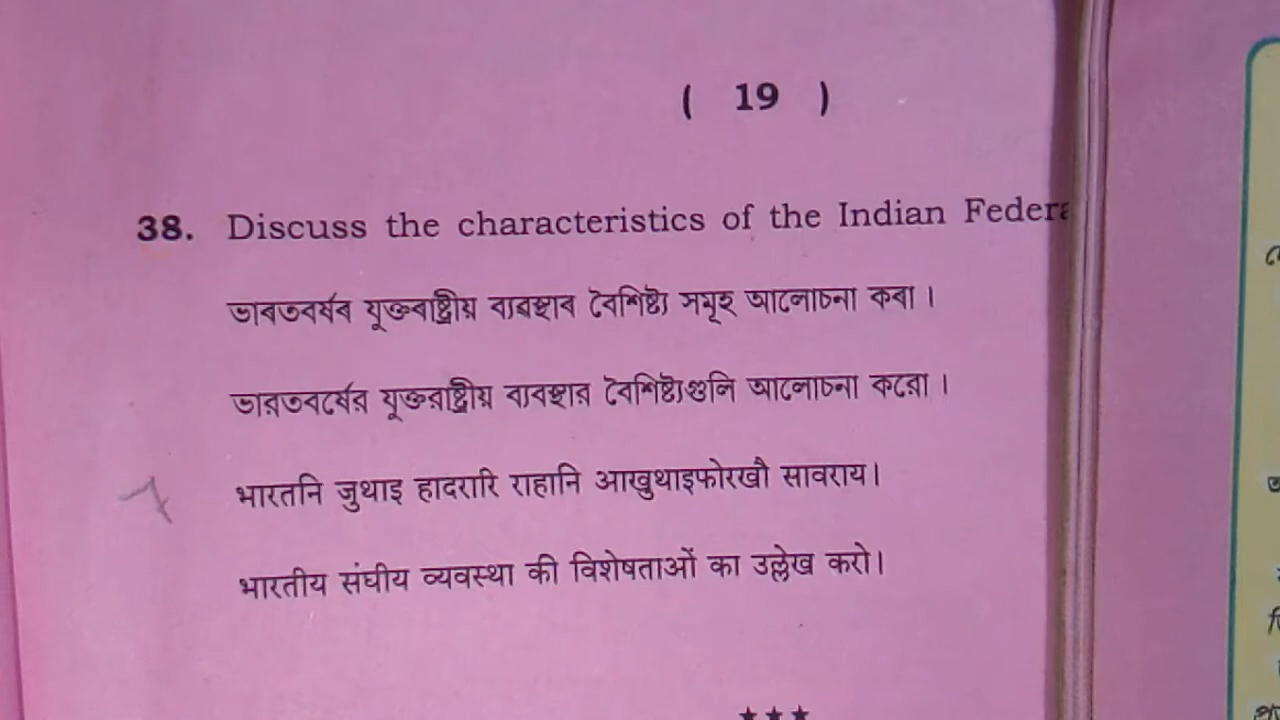 ( 19 )
38. Discuss the characteristics of the Indian
ভাৰতবৰ্ষৰ যুক্তৰাষ্ট্ৰীয় ব্যৱস্থাৰ বৈশিষ্ট্য সমূহ আলোচনা কৰা ।
ভারতবর্ষের যুক্তরাষ্ট্রীয় ব্যবস্থার বৈশিষ্ট্যগুলি আলোচনা করো ।
भारतनि जुथाइ हादरारि राहानि आखुथाइफोरखौ सावराय।
भारतीय संघीय व्यवस्था की विशेषताओं का उल्लेख करो।
★★★